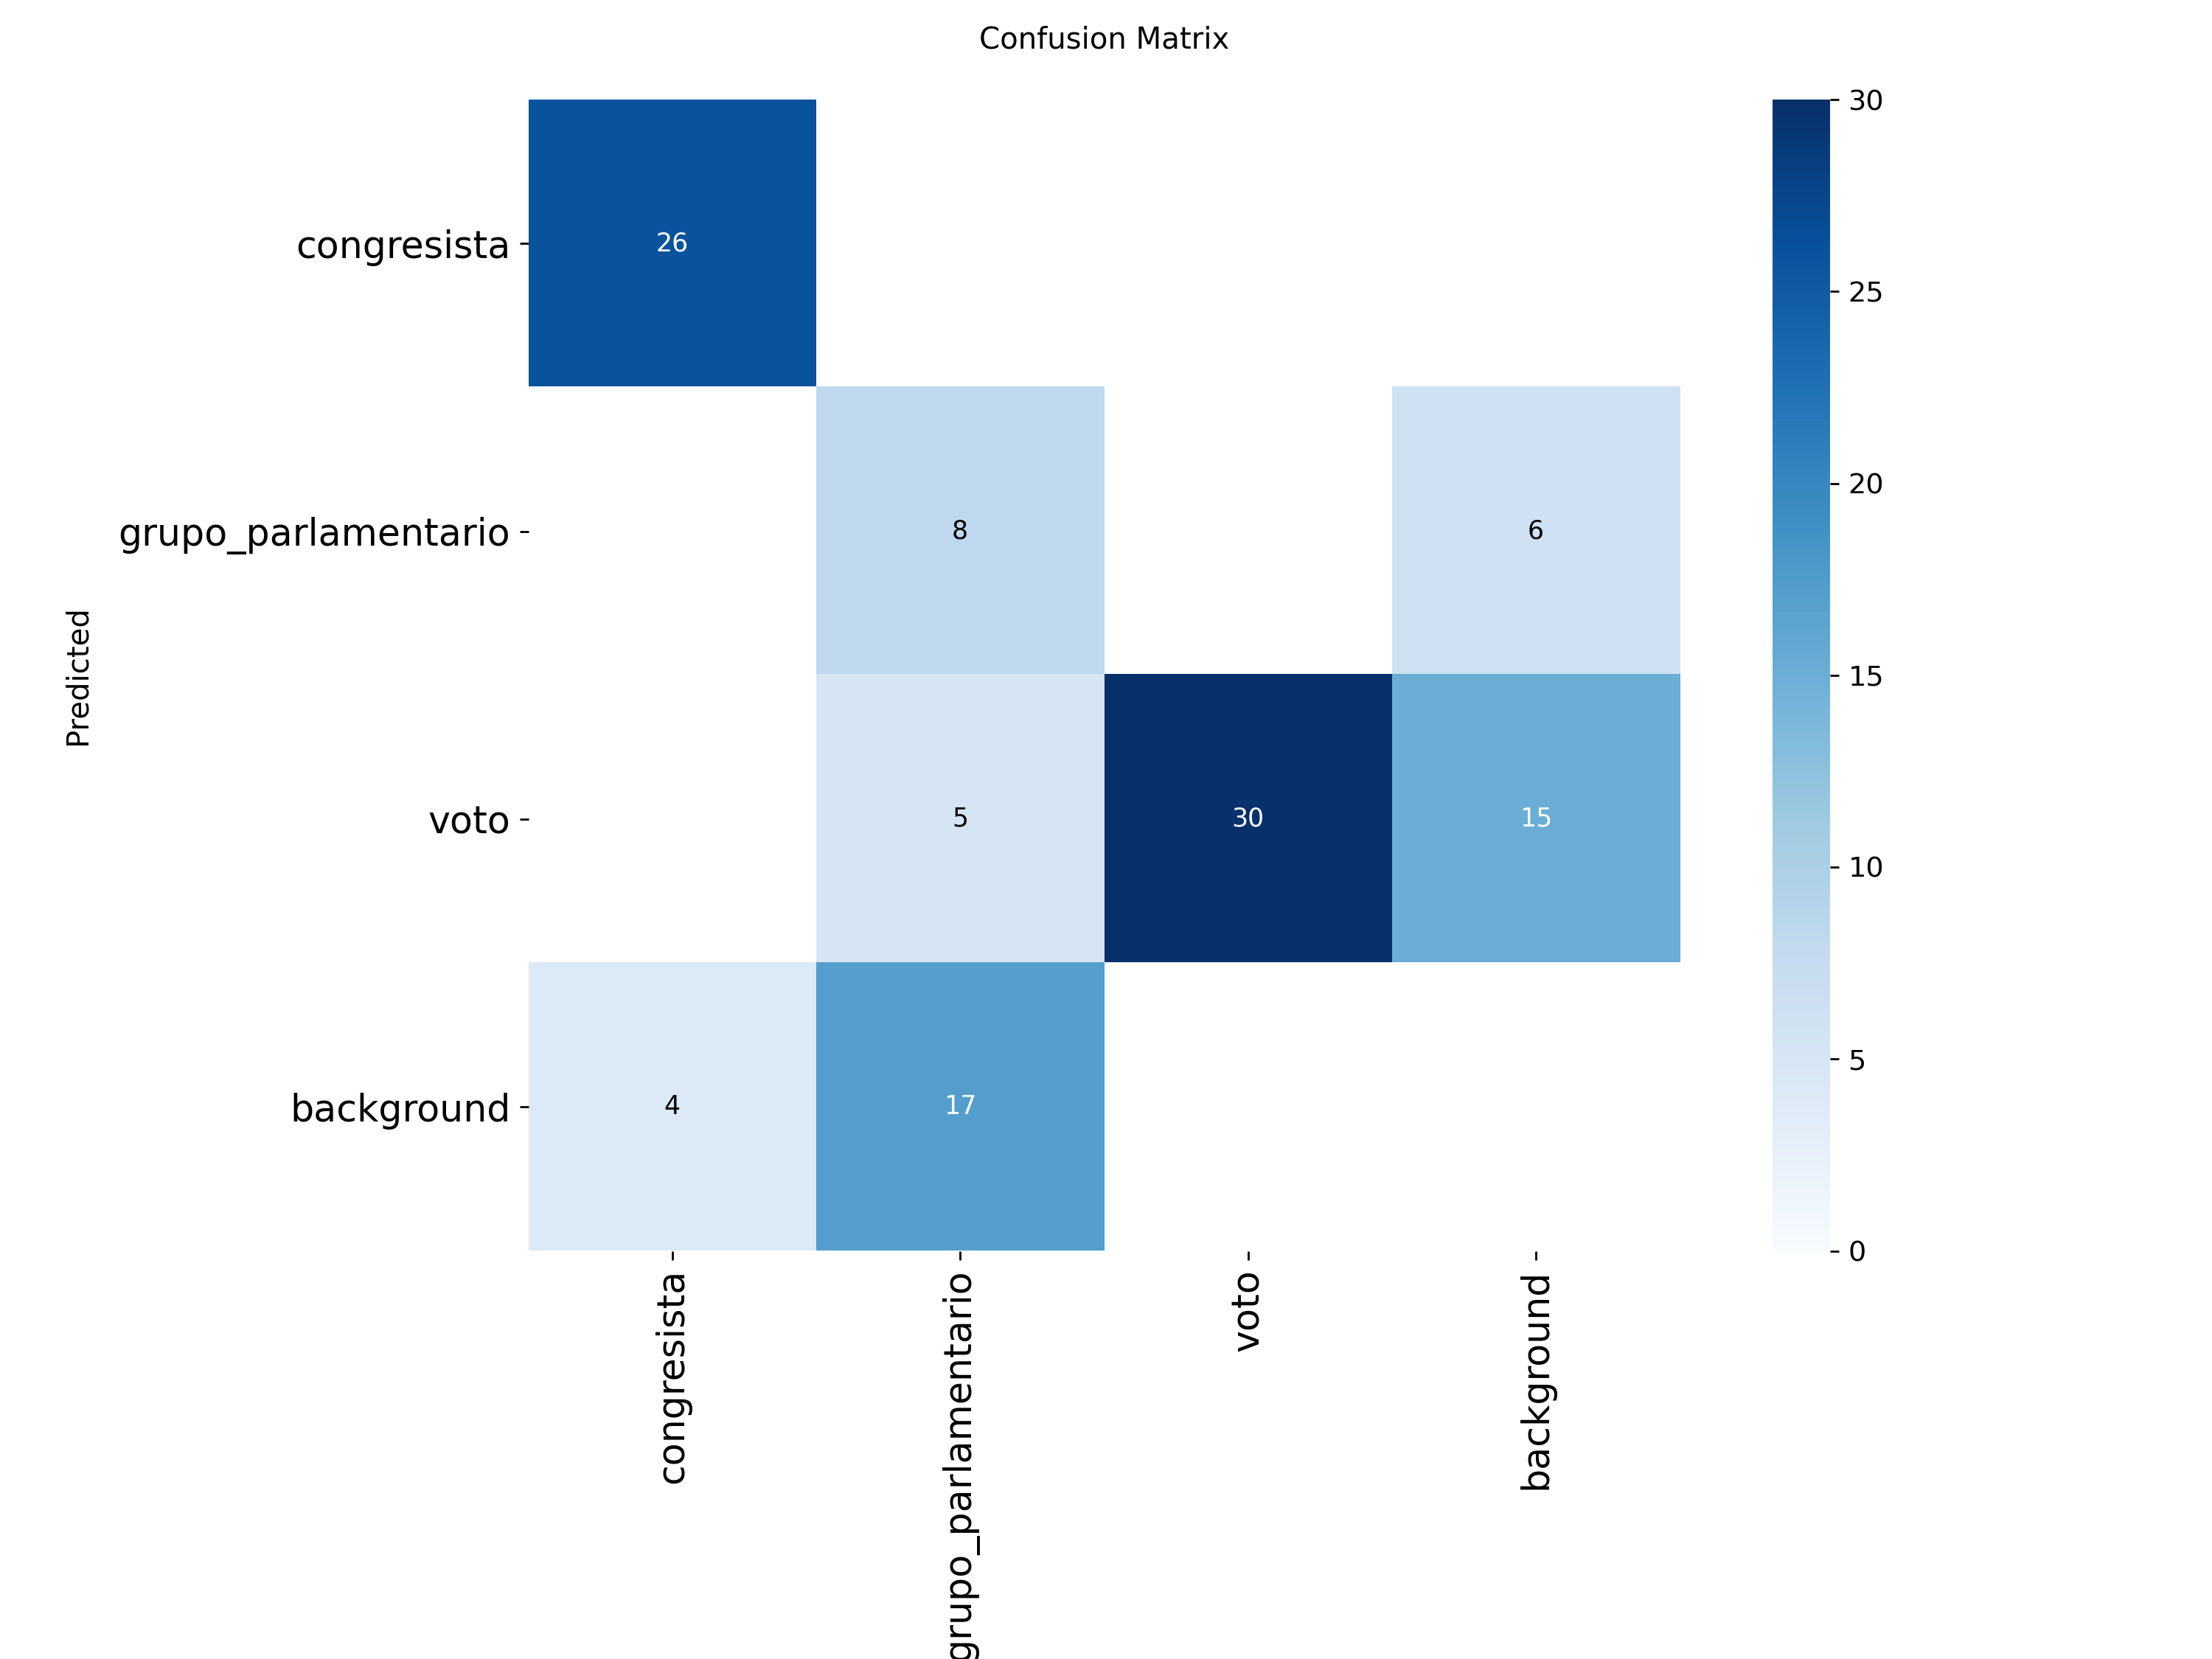 Confusion Matrix
Predicted
congresista
grupo_parlamentario
voto
background
26
8
6
5
30
15
4
17
congresista
grupo_parlamentario
voto
background
30
25
20
15
10
5
0